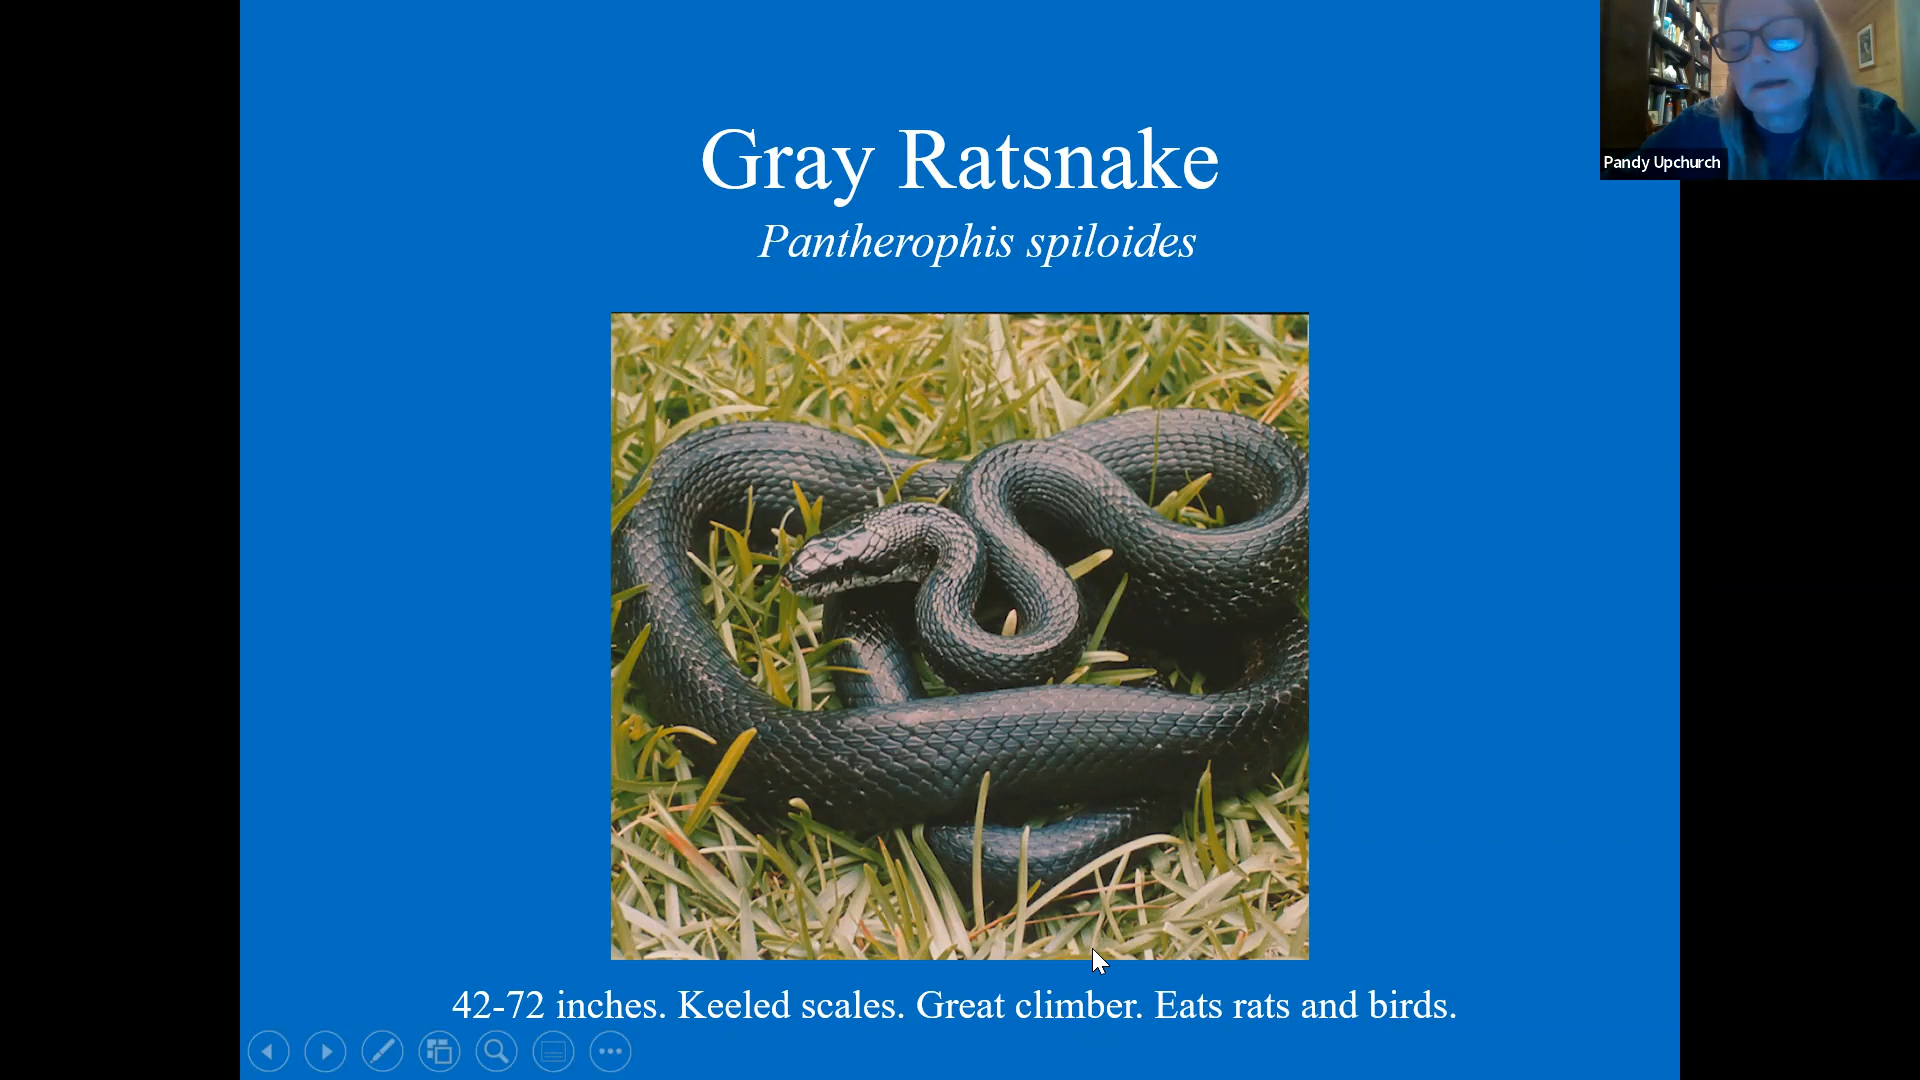 Gray Ratsnake
Pantherophis spiloides
Pandy Upchurch
42-72 inches. Keeled scales. Great climber. Eats rats and birds.